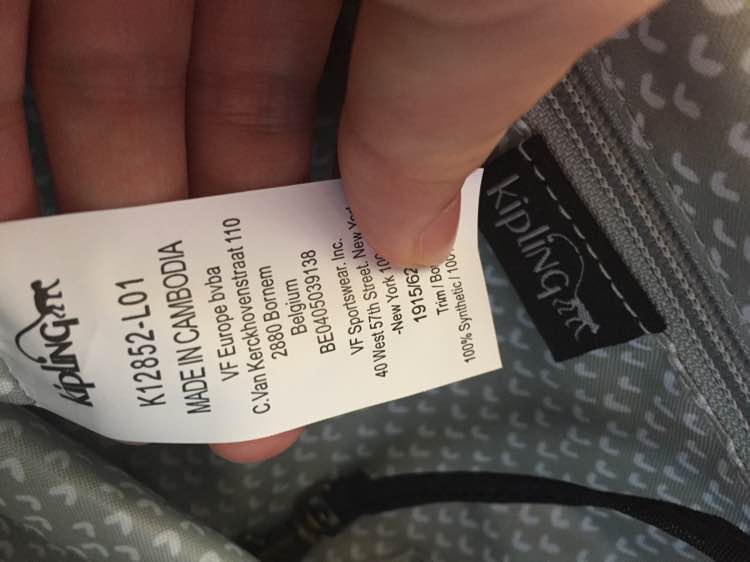 Kipling
K12852-L01
MADE IN CAMBODIA
VF Europe bvba
C.Van Kerckhovenstraat 110
2880 Bornem
Belgium
BE0405039138
VF Sportswear. Inc.
40 West 57th Street. New
-New York
1915/62
Trim /
100% Synthetic /
Kipling